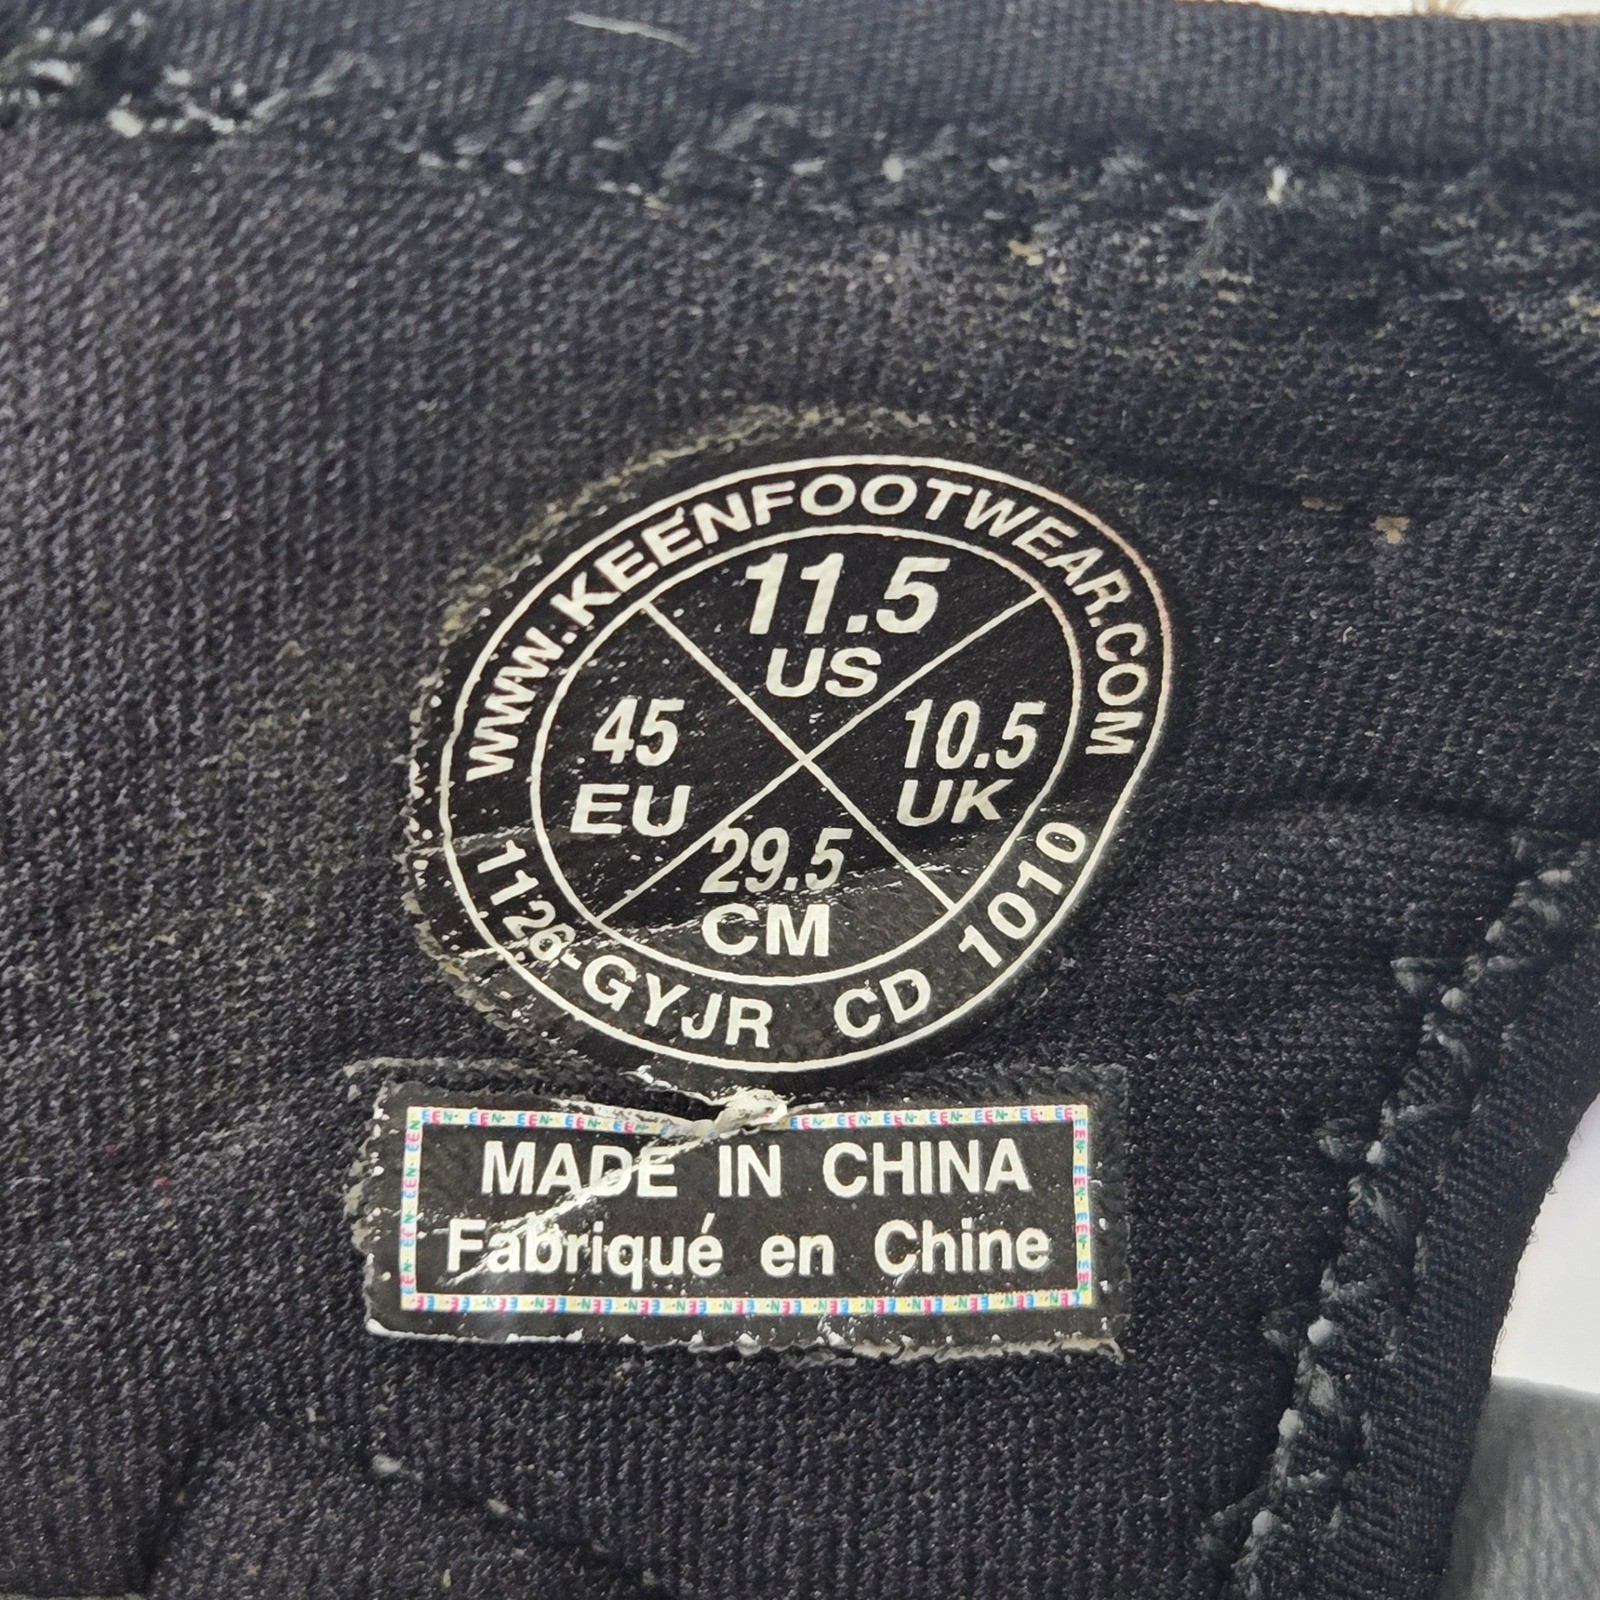 WWW.KEENFOOTWEAR.COM
11.5
US
45
EU
10.5
UK
29.5
CM
1126-GYJR CD 1010
MADE IN CHINA
Fabriqué en Chine